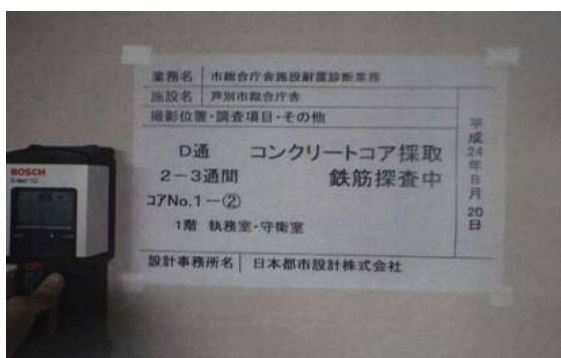 業務名 市総合庁舎施設耐震診断業務
施設名 芦別市総合庁舎
撮影位置・調査項目・その他
D通 コンクリートコア採取
2－3通間 鉄筋探査中
コアNo.1－②
1階 執務室・守衛室
設計事務所名 日本都市設計株式会社
平成24年8月20日
BOSCH